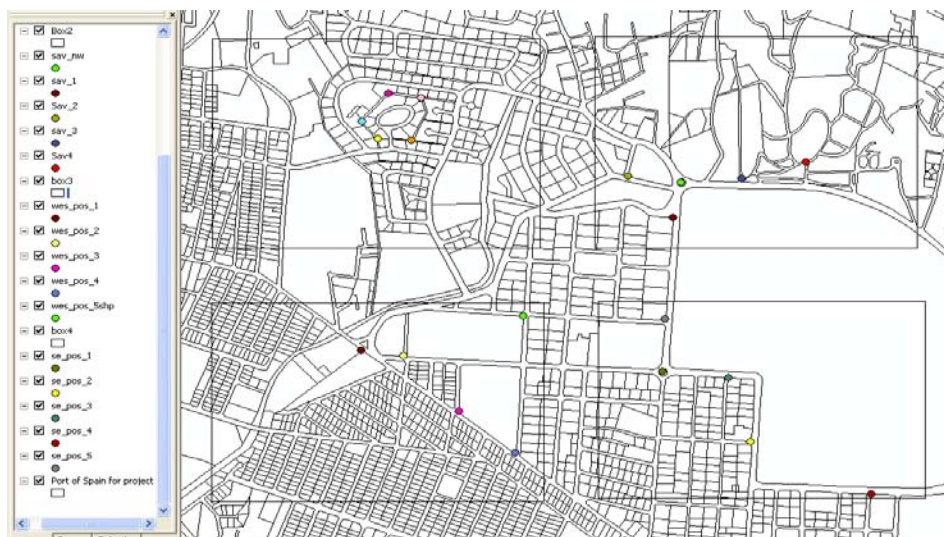 Box2
sav_nw
sav_1
Sav_2
sav_3
Sav4
box3
wes_pos_1
wes_pos_2
wes_pos_3
wes_pos_4
wes_pos_5shp
box4
se_pos_1
se_pos_2
se_pos_3
se_pos_4
se_pos_5
Port of Spain for project